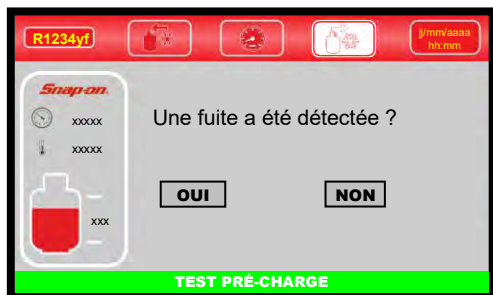 R1234yf
jj/mm/aaaa
hh:mm
Snap-on
xxxxx
xxxxx
xxx
Une fuite a été détectée ?
OUI
NON
TEST PRÉ-CHARGE